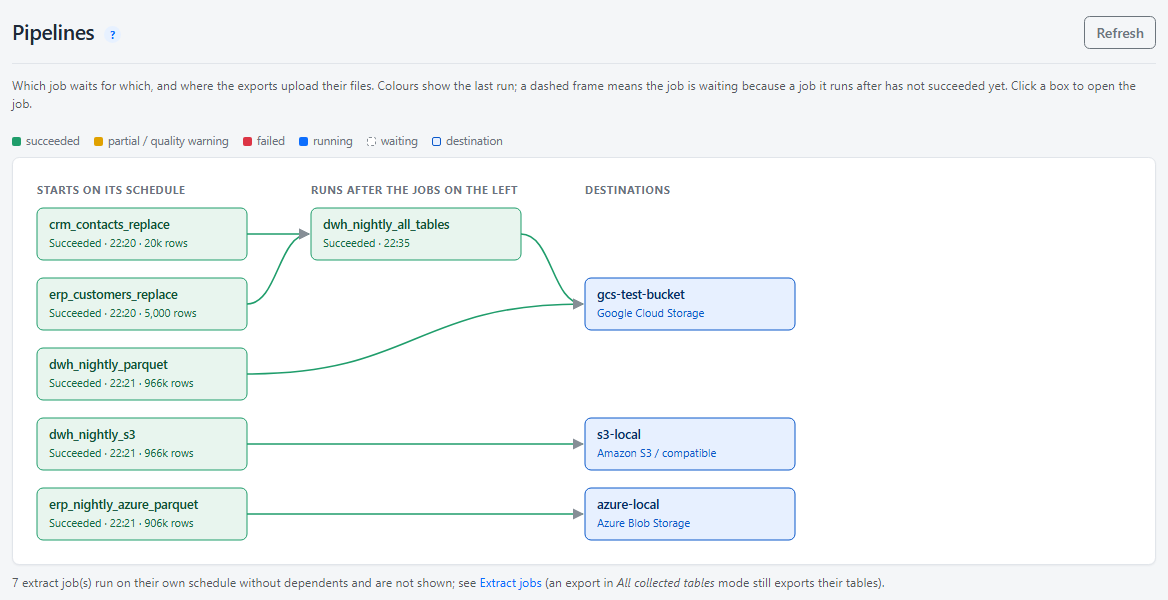 Pipelines ?
Refresh
Which job waits for which, and where the exports upload their files. Colours show the last run; a dashed frame means the job is waiting because a job it runs after has not succeeded yet. Click a box to open the
job.
succeeded partial / quality warning failed running waiting destination
STARTS ON ITS SCHEDULE
RUNS AFTER THE JOBS ON THE LEFT
DESTINATIONS
crm_contacts_replace
Succeeded · 22:20 · 20k rows
dwh_nightly_all_tables
Succeeded · 22:35
erp_customers_replace
Succeeded · 22:20 · 5,000 rows
gcs-test-bucket
Google Cloud Storage
dwh_nightly_parquet
Succeeded · 22:21 · 966k rows
dwh_nightly_s3
Succeeded · 22:21 · 966k rows
s3-local
Amazon S3 / compatible
erp_nightly_azure_parquet
Succeeded · 22:21 · 906k rows
azure-local
Azure Blob Storage
7 extract job(s) run on their own schedule without dependents and are not shown; see Extract jobs (an export in All collected tables mode still exports their tables).